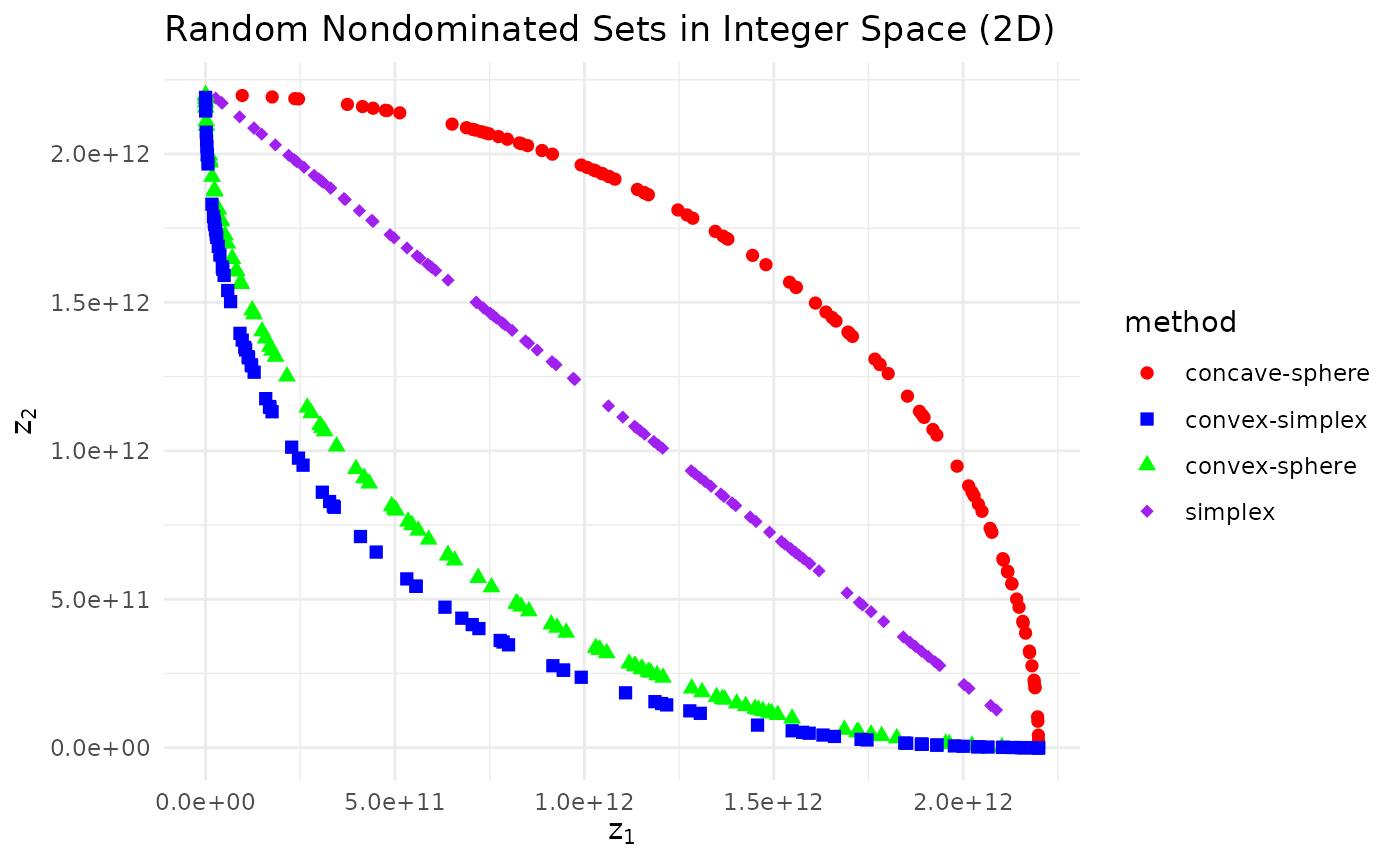 Random Nondominated Sets in Integer Space (2D)
z₂
2.0e+12
1.5e+12
1.0e+12
5.0e+11
0.0e+00
0.0e+00 5.0e+11 1.0e+12 1.5e+12 2.0e+12
z₁
method
concave-sphere
convex-simplex
convex-sphere
simplex